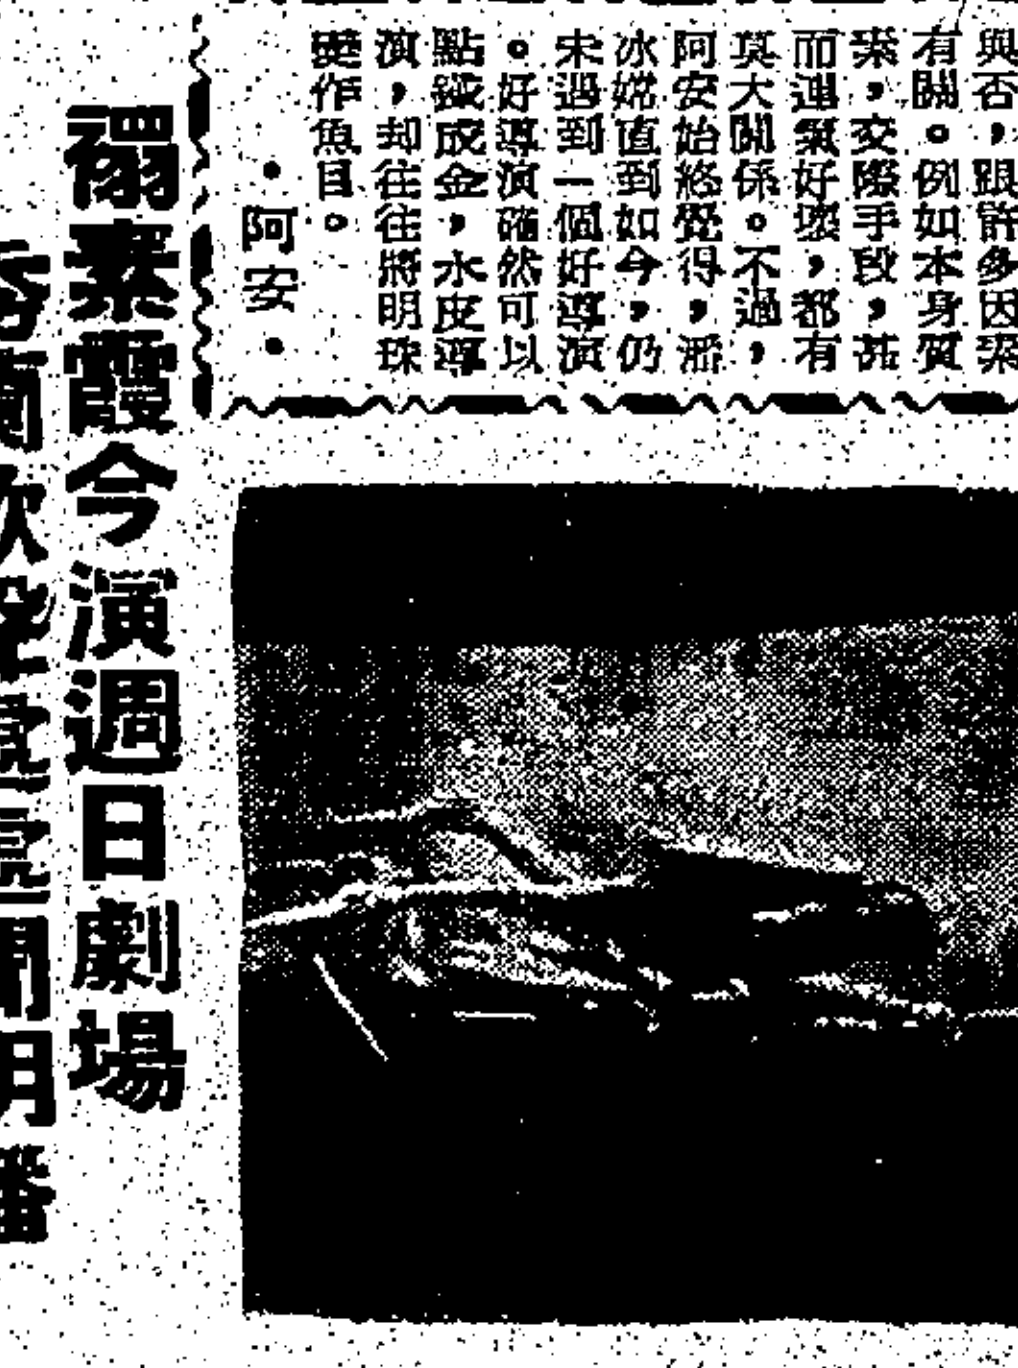 與否，跟許多因素
有關。例如本身質
素，交際手段，甚
而運氣好壞，都有
莫大關係。不過，
阿安始終覺得，潘
冰嫦直到如今，仍
未遇到一個好導演
。好導演確然可以
點鐵成金，水皮導
演，却往往將明珠
變作魚目。
·阿安·
禤素霞今演週日劇場